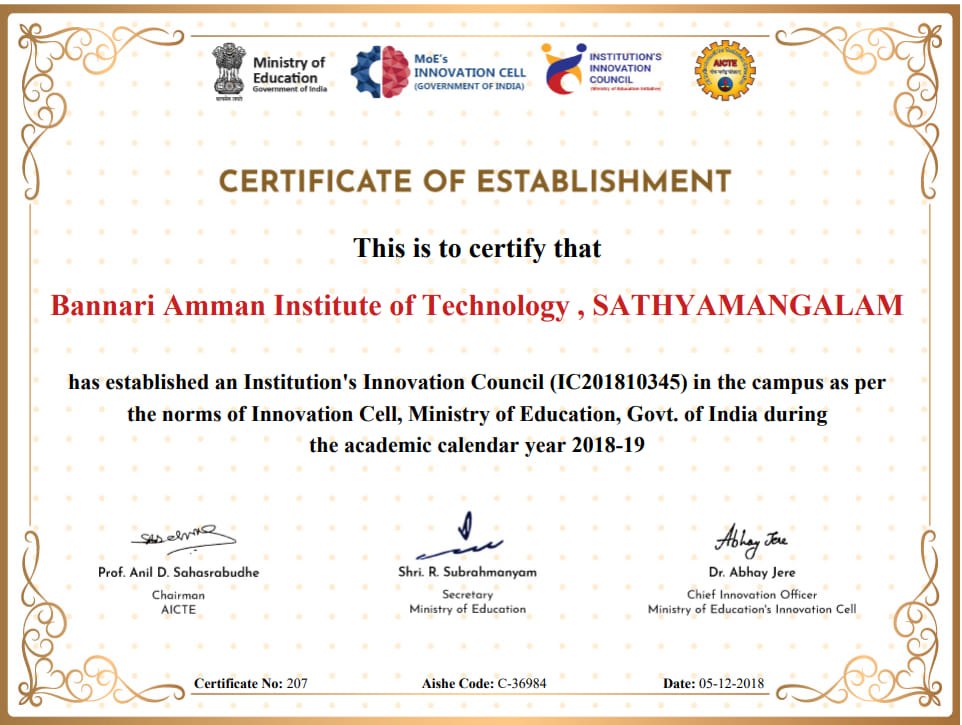 Ministry of
Education
Government of India
MoE's
INNOVATION CELL
(GOVERNMENT OF INDIA)
INSTITUTION'S
INNOVATION
COUNCIL
(Ministry of Education Initiative)
AICTE
CERTIFICATE OF ESTABLISHMENT
This is to certify that
Bannari Amman Institute of Technology , SATHYAMANGALAM
has established an Institution's Innovation Council (IC201810345) in the campus as per
the norms of Innovation Cell, Ministry of Education, Govt. of India during
the academic calendar year 2018-19
Abhay Jere
Prof. Anil D. Sahasrabudhe
Shri. R. Subrahmanyam
Dr. Abhay Jere
Chairman
Secretary
Chief Innovation Officer
AICTE
Ministry of Education
Ministry of Education's Innovation Cell
Certificate No: 207
Aishe Code: C-36984
Date: 05-12-2018